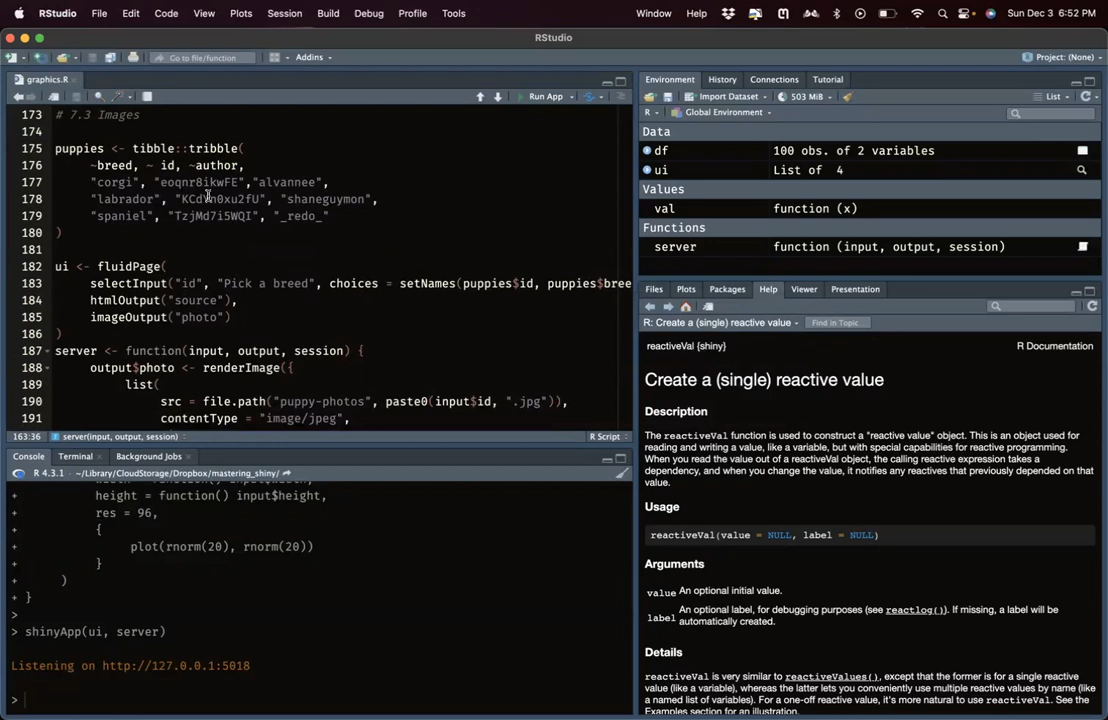 RStudio File Edit Code View Plots Session Build Debug Profile Tools Window Help Sun Dec 3 6:52 PM
RStudio
Go to file/function Addins Project: (None)
graphics.R
Run App
173 # 7.3 Images
174
175 puppies <- tibble::tribble(
176 ~breed, ~ id, ~author,
177 "corgi", "eoqnr8ikwFE","alvannee",
178 "labrador", "KCdYn0xu2fU", "shaneguymon",
179 "spaniel", "TzjMd7i5WQI", "_redo_"
180 )
181
182 ui <- fluidPage(
183 selectInput("id", "Pick a breed", choices = setNames(puppies$id, puppies$bree
184 htmlOutput("source"),
185 imageOutput("photo")
186 )
187 server <- function(input, output, session) {
188 output$photo <- renderImage({
189 list(
190 src = file.path("puppy-photos", paste0(input$id, ".jpg")),
191 contentType = "image/jpeg",
163:36 server(input, output, session) R Script
Console Terminal Background Jobs
R 4.3.1 · ~/Library/CloudStorage/Dropbox/mastering_shiny/
+ height = function() input$height,
+ res = 96,
+ {
+ plot(rnorm(20), rnorm(20))
+ }
+ )
+ }
>
> shinyApp(ui, server)
Listening on http://127.0.0.1:5018
>
Environment History Connections Tutorial
Import Dataset 503 MiB List
R Global Environment
Data
df 100 obs. of 2 variables
ui List of 4
Values
val function (x)
Functions
server function (input, output, session)
Files Plots Packages Help Viewer Presentation
R: Create a (single) reactive value Find in Topic
reactiveVal {shiny} R Documentation
Create a (single) reactive value
Description
The reactiveVal function is used to construct a "reactive value" object. This is an object used for
reading and writing a value, like a variable, but with special capabilities for reactive programming.
When you read the value out of a reactiveVal object, the calling reactive expression takes a
dependency, and when you change the value, it notifies any reactives that previously depended on that
value.
Usage
reactiveVal(value = NULL, label = NULL)
Arguments
value An optional initial value.
label An optional label, for debugging purposes (see reactlog()). If missing, a label will be
automatically created.
Details
reactiveVal is very similar to reactiveValues(), except that the former is for a single reactive
value (like a variable), whereas the latter lets you conveniently use multiple reactive values by name (like
a named list of variables). For a one-off reactive value, it's more natural to use reactiveVal. See the
Examples section for an illustration.